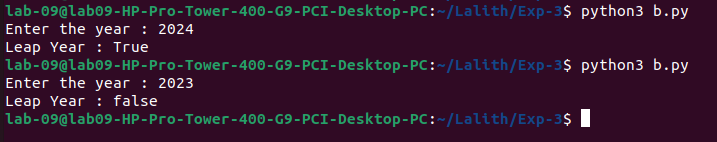 lab-09@lab09-HP-Pro-Tower-400-G9-PCI-Desktop-PC:~/Lalith/Exp-3$ python3 b.py
Enter the year : 2024
Leap Year : True
lab-09@lab09-HP-Pro-Tower-400-G9-PCI-Desktop-PC:~/Lalith/Exp-3$ python3 b.py
Enter the year : 2023
Leap Year : false
lab-09@lab09-HP-Pro-Tower-400-G9-PCI-Desktop-PC:~/Lalith/Exp-3$